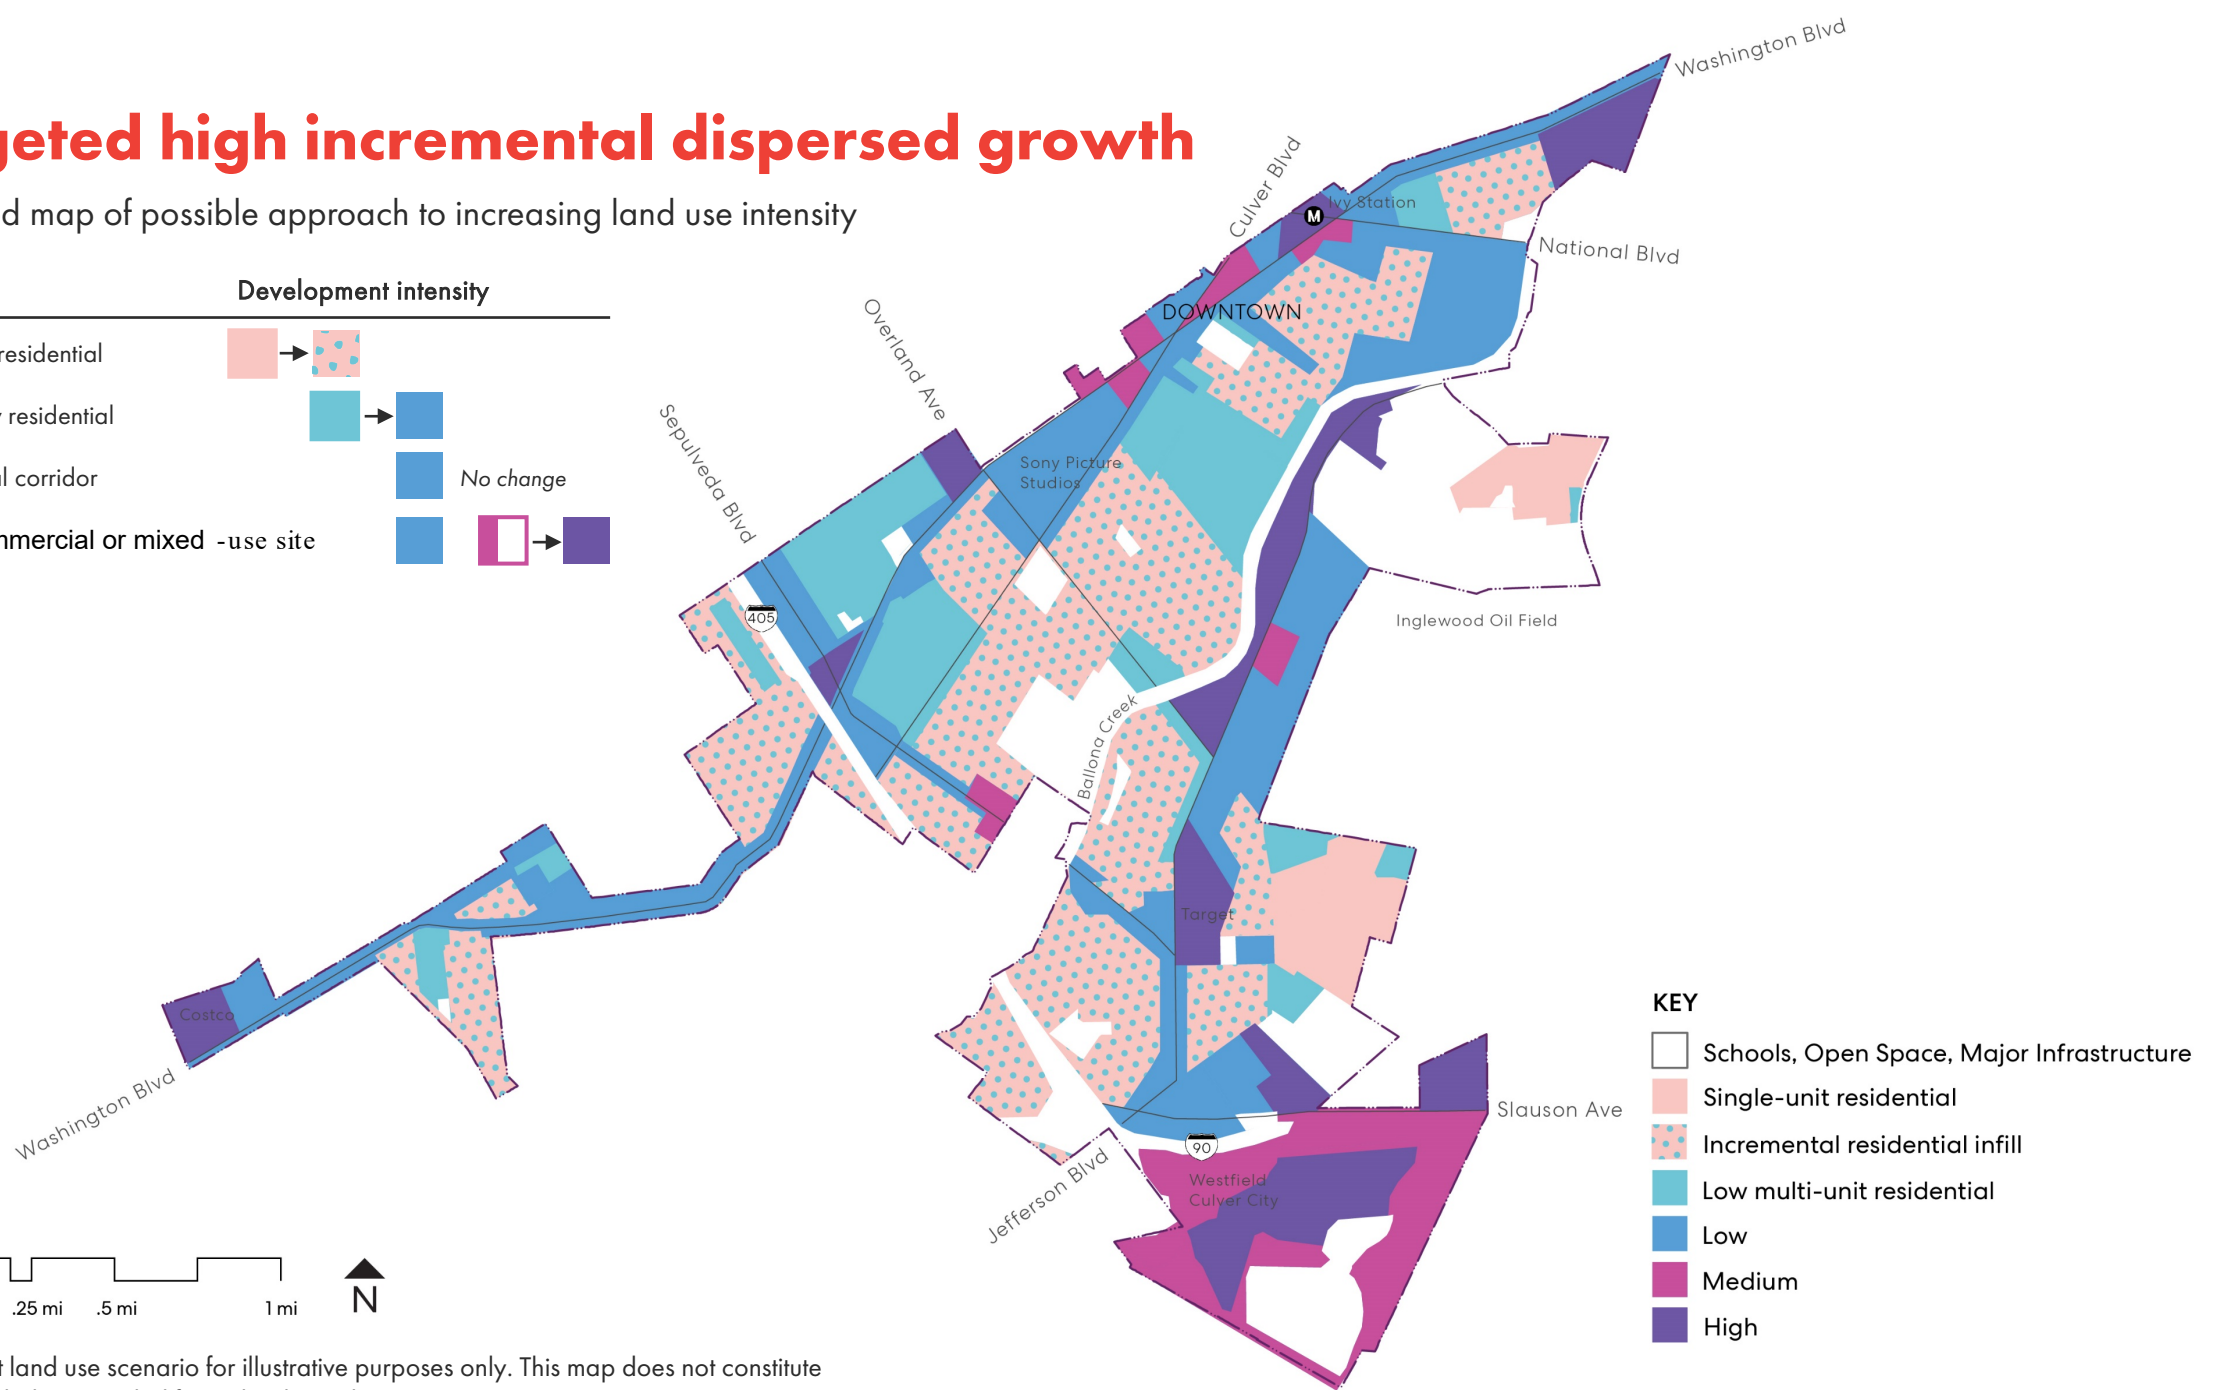 geted high incremental dispersed growth
d map of possible approach to increasing land use intensity
Development intensity
residential
residential
l corridor
No change
mmercial or mixed -use site
Washington Blvd
Culver Blvd
Ivy Station
M
National Blvd
DOWNTOWN
Overland Ave
Sepulveda Blvd
Sony Picture
Studios
405
Inglewood Oil Field
Ballona Creek
Target
Costco
Washington Blvd
Slauson Ave
90
Jefferson Blvd
Westfield
Culver City
KEY
Schools, Open Space, Major Infrastructure
Single-unit residential
Incremental residential infill
Low multi-unit residential
Low
Medium
High
.25 mi .5 mi 1 mi
N
t land use scenario for illustrative purposes only. This map does not constitute